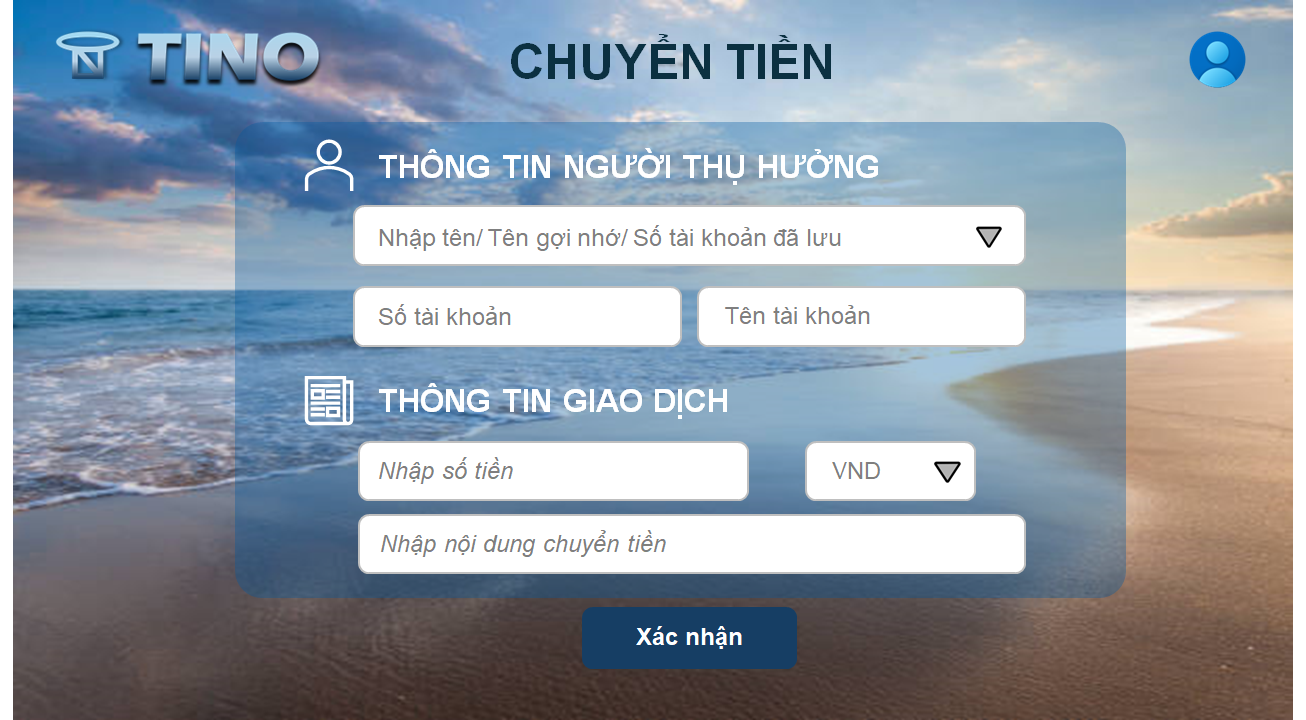 TN TINO
CHUYỂN TIỀN
THÔNG TIN NGƯỜI THỤ HƯỞNG
Nhập tên/ Tên gợi nhớ/ Số tài khoản đã lưu
Số tài khoản
Tên tài khoản
THÔNG TIN GIAO DỊCH
Nhập số tiền
VND
Nhập nội dung chuyển tiền
Xác nhận